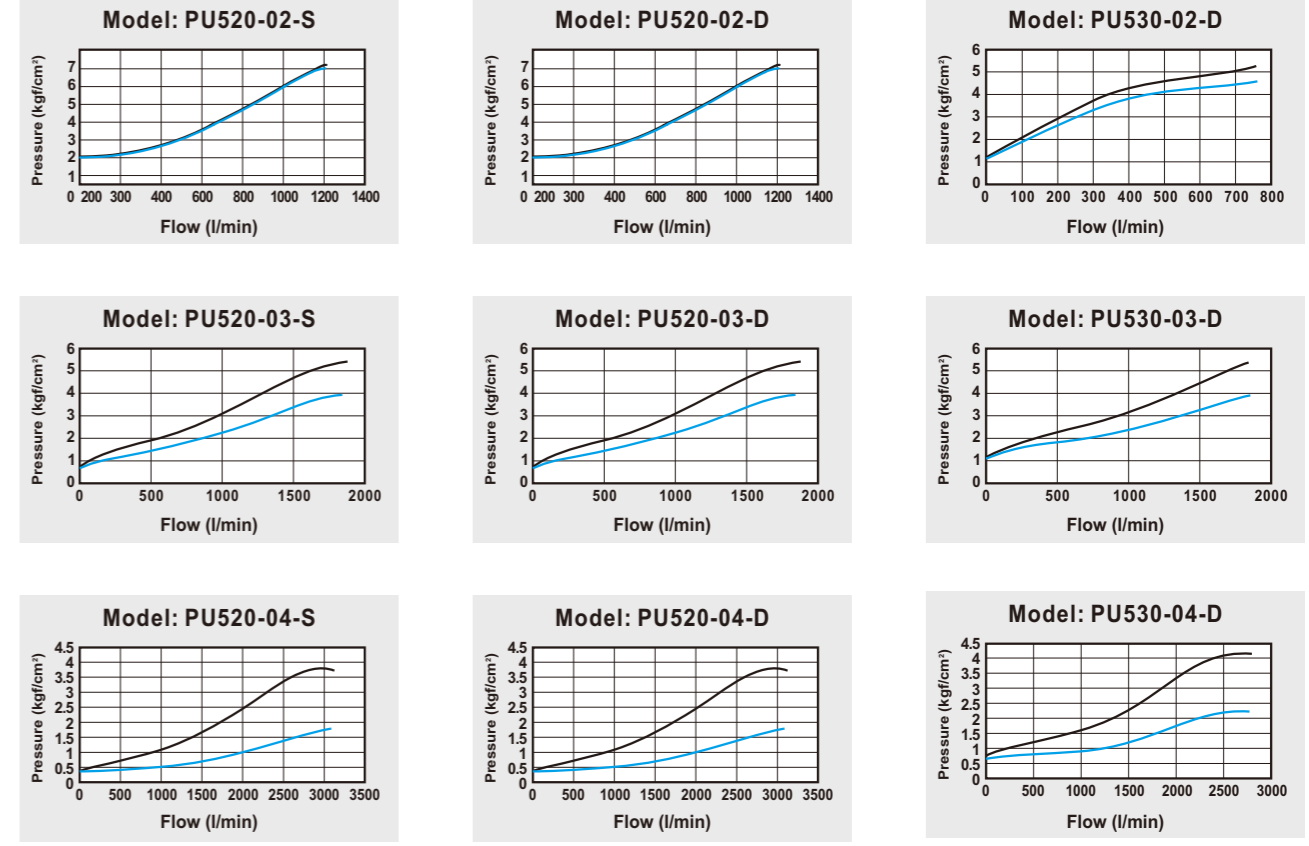 Model: PU520-02-S
Pressure (kgf/cm²)
7
6
5
4
3
2
1
0 200 300 400 600 800 1000 1200 1400
Flow (l/min)
Model: PU520-02-D
Pressure (kgf/cm²)
7
6
5
4
3
2
1
0 200 300 400 600 800 1000 1200 1400
Flow (l/min)
Model: PU530-02-D
Pressure (kgf/cm²)
6
5
4
3
2
1
0
0 100 200 300 400 500 600 700 800
Flow (l/min)
Model: PU520-03-S
Pressure (kgf/cm²)
6
5
4
3
2
1
0
0 500 1000 1500 2000
Flow (l/min)
Model: PU520-03-D
Pressure (kgf/cm²)
6
5
4
3
2
1
0
0 500 1000 1500 2000
Flow (l/min)
Model: PU530-03-D
Pressure (kgf/cm²)
6
5
4
3
2
1
0
0 500 1000 1500 2000
Flow (l/min)
Model: PU520-04-S
Pressure (kgf/cm²)
4.5
4
3.5
3
2.5
2
1.5
1
0.5
0
0 500 1000 1500 2000 2500 3000 3500
Flow (l/min)
Model: PU520-04-D
Pressure (kgf/cm²)
4.5
4
3.5
3
2.5
2
1.5
1
0.5
0
0 500 1000 1500 2000 2500 3000 3500
Flow (l/min)
Model: PU530-04-D
Pressure (kgf/cm²)
4.5
4
3.5
3
2.5
2
1.5
1
0.5
0
0 500 1000 1500 2000 2500 3000
Flow (l/min)